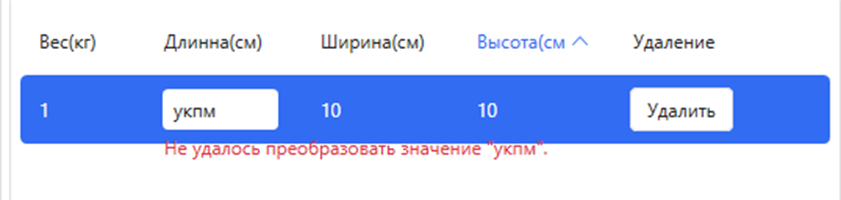 Вес(кг) Длинна(см) Ширина(см) Высота(см Удаление
1 укпм 10 10 Удалить
Не удалось преобразовать значение "укпм".